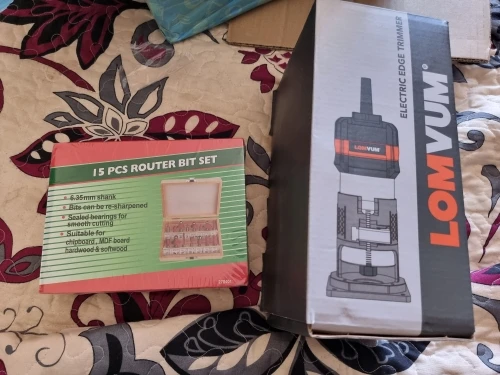 15 PCS ROUTER BIT SET
6.35mm shank
Bits can be re-sharpened
Sealed bearings for
smooth cutting
Suitable for
chipboard, MDF board
hardwood & softwood
ELECTRIC EDGE TRIMMER
LOMVUM®
LOMVUM